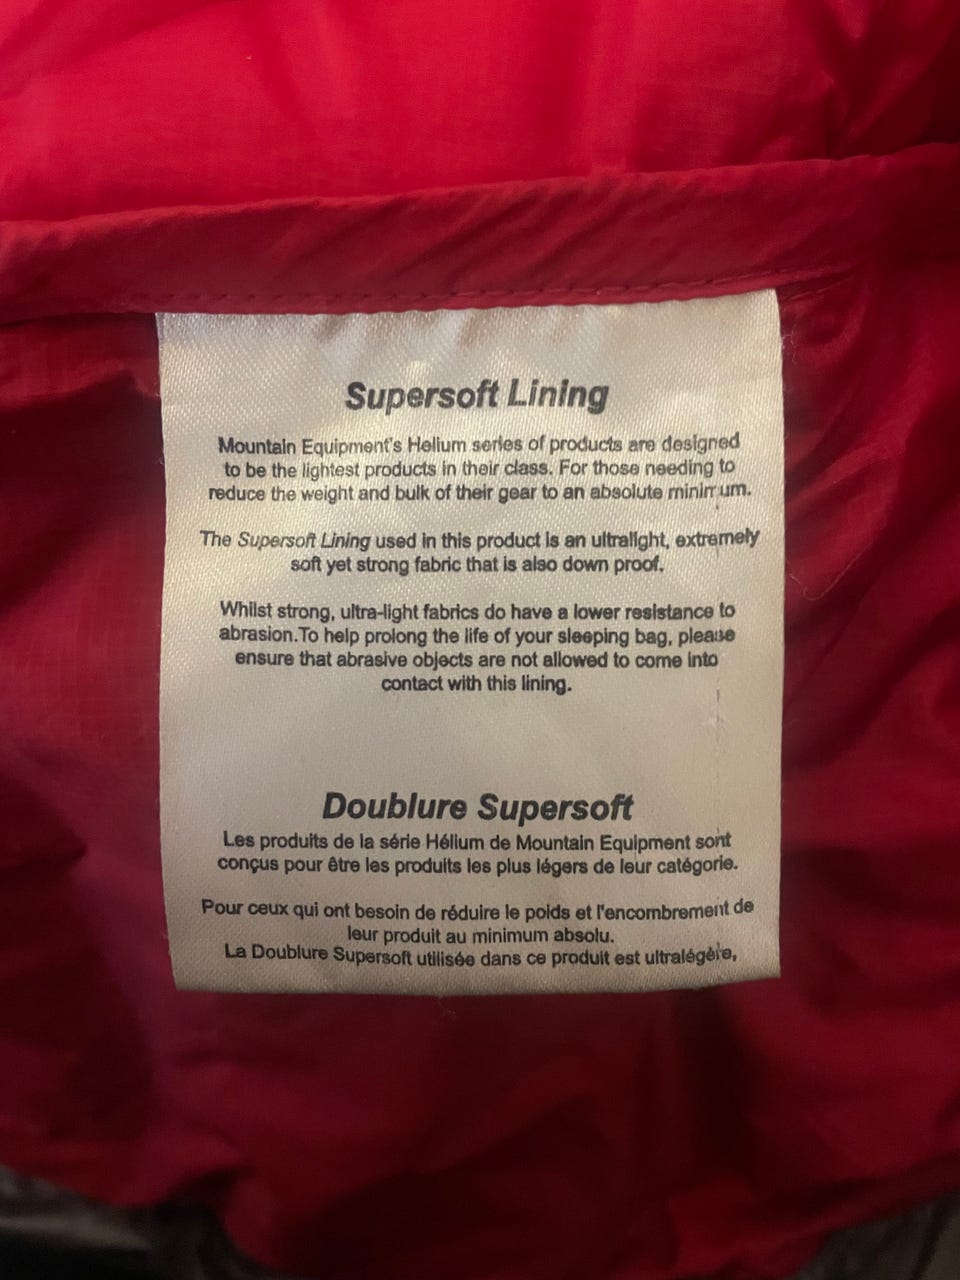 Supersoft Lining
Mountain Equipment's Helium series of products are designed
to be the lightest products in their class. For those needing to
reduce the weight and bulk of their gear to an absolute minimum.
The Supersoft Lining used in this product is an ultralight, extremely
soft yet strong fabric that is also down proof.
Whilst strong, ultra-light fabrics do have a lower resistance to
abrasion.To help prolong the life of your sleeping bag, please
ensure that abrasive objects are not allowed to come into
contact with this lining.
Doublure Supersoft
Les produits de la série Hélium de Mountain Equipment sont
conçus pour être les produits les plus légers de leur catégorie.
Pour ceux qui ont besoin de réduire le poids et l'encombrement de
leur produit au minimum absolu.
La Doublure Supersoft utilisée dans ce produit est ultralégère,